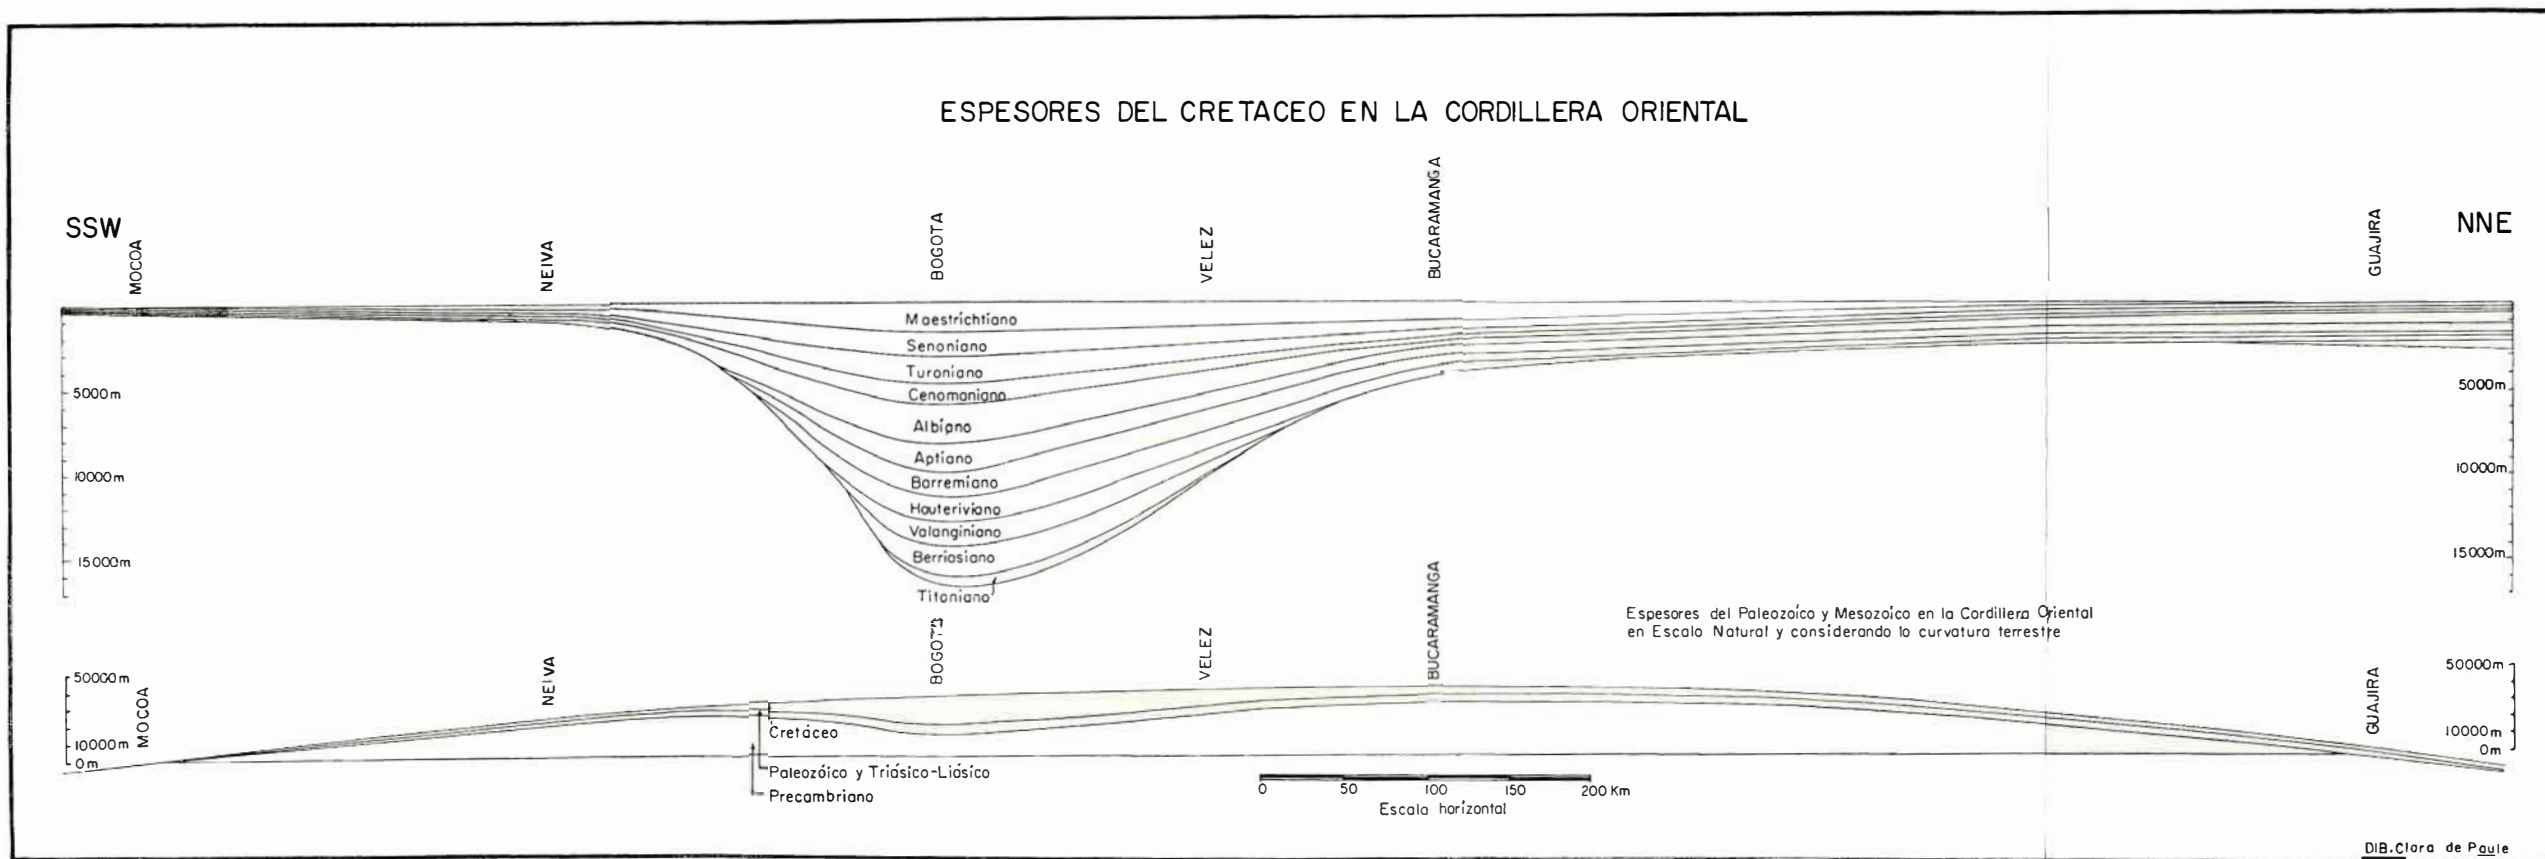 ESPESORES DEL CRETACEO EN LA CORDILLERA ORIENTAL
SSW
MOCOA
NEIVA
BOGOTA
VELEZ
BUCARAMANGA
GUAJIRA
NNE
Maestrichtiano
Senoniano
Turoniano
Cenomaniano
Albiano
Aptiano
Barremiano
Hauteriviano
Valanginiano
Berriasiano
Titoniano
5000m
10000m
15000m
5000m
10000m
15000m
Espesores del Paleozoíco y Mesozoíco en la Cordillera Oriental
en Escala Natural y considerando la curvatura terrestre
MOCOA
NEIVA
BOGOTA
VELEZ
BUCARAMANGA
GUAJIRA
50000m
10000m
0m
50000m
10000m
0m
Cretáceo
Paleozóico y Triásico-Liásico
Precambriano
0 50 100 150 200 Km
Escala horizontal
DIB. Clara de Paule